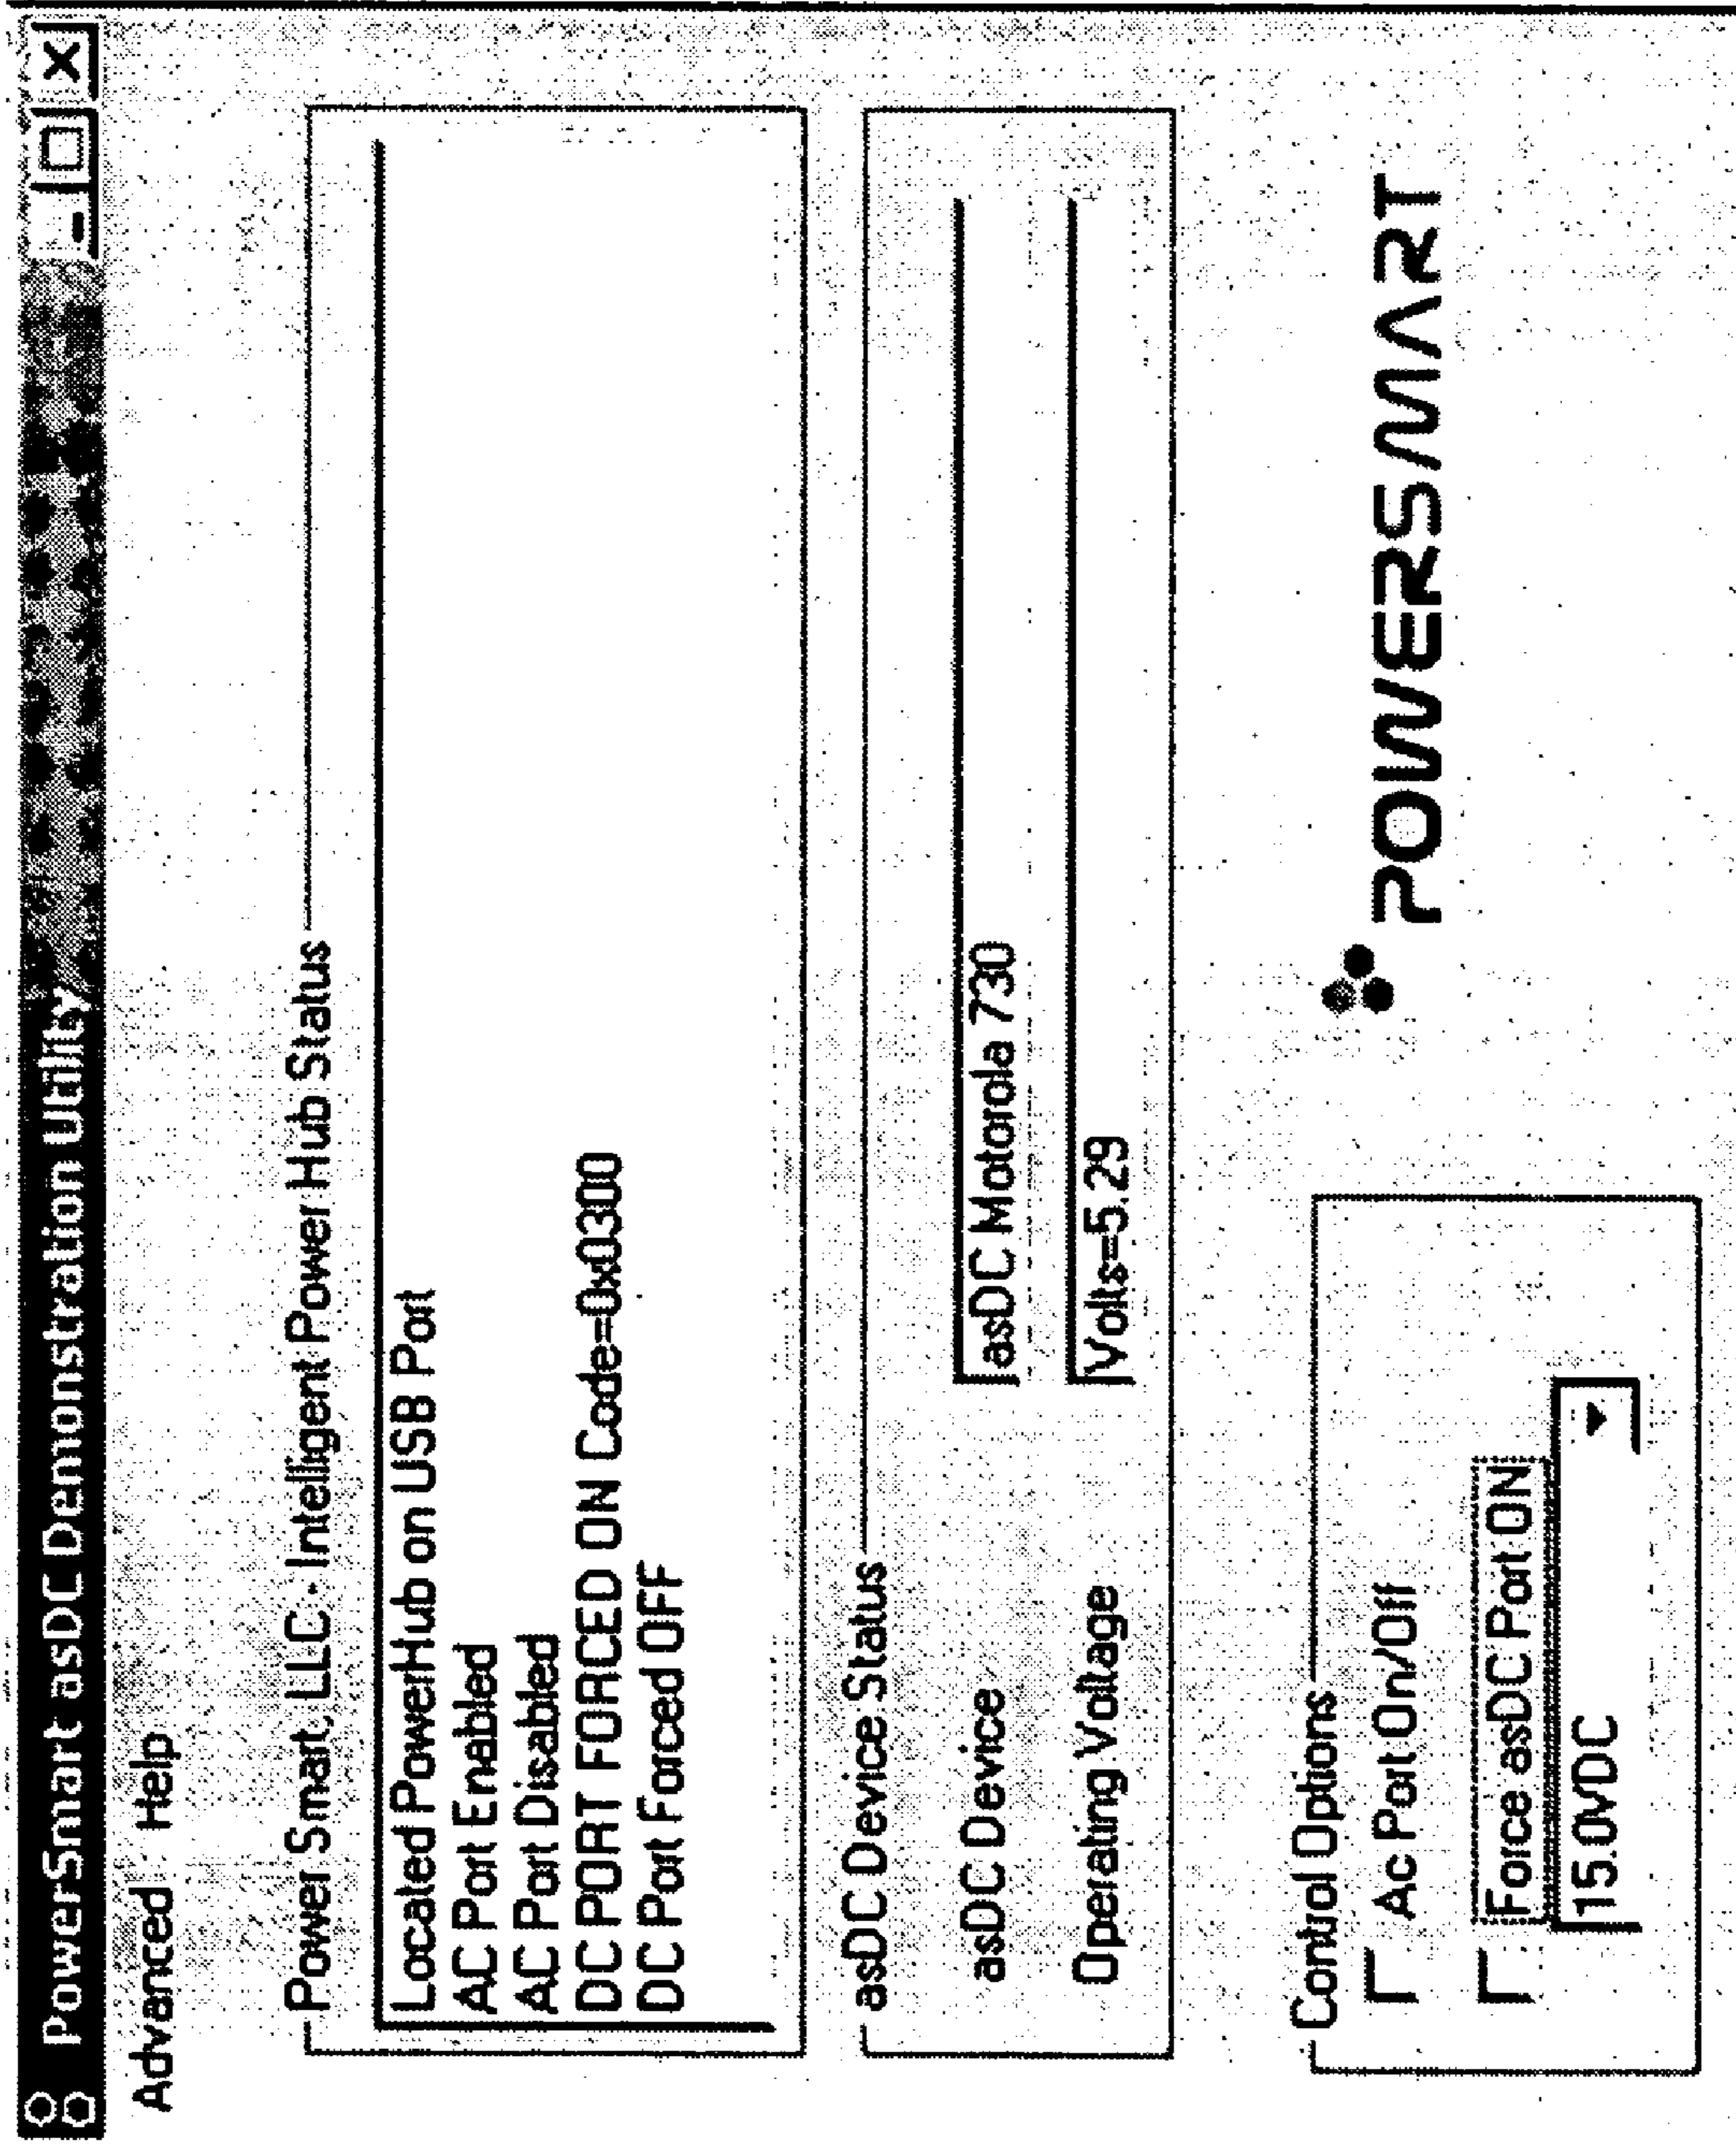 PowerSmart asDC Demonstration Utility
Advanced Help
Power Smart, LLC - Intelligent Power Hub Status
Located PowerHub on USB Port
AC Port Enabled
AC Port Disabled
DC PORT FORCED ON Code=0x0300
DC Port Forced OFF
asDC Device Status
asDC Device
asDC Motorola 730
Operating Voltage
Volts=5.29
Control Options
Ac Port On/Off
Force asDC Port ON
15.0VDC
POWERSMART